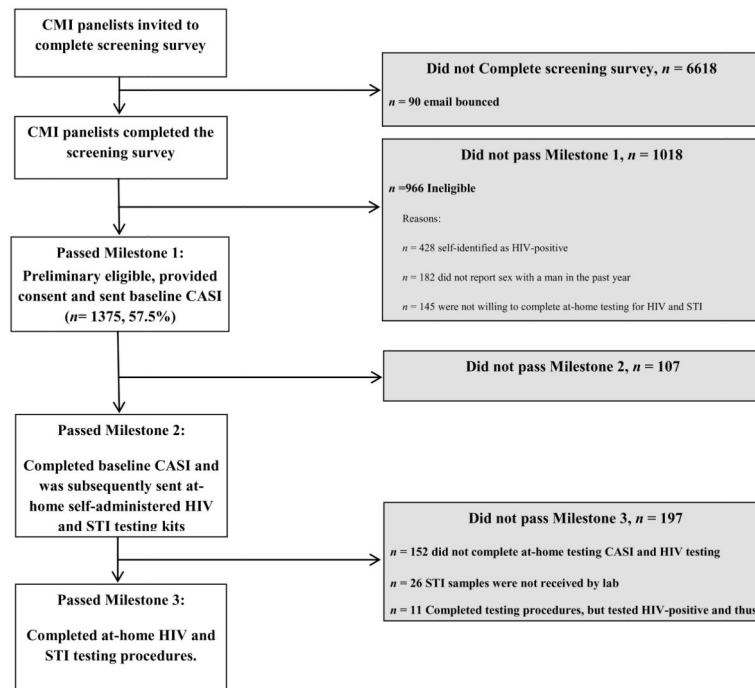 CMI panelists invited to
complete screening survey
Did not Complete screening survey, n = 6618
n = 90 email bounced
CMI panelists completed the
screening survey
Did not pass Milestone 1, n = 1018
n =966 Ineligible
Reasons:
n = 428 self-identified as HIV-positive
n = 182 did not report sex with a man in the past year
n = 145 were not willing to complete at-home testing for HIV and STI
Passed Milestone 1:
Preliminary eligible, provided
consent and sent baseline CASI
(n= 1375, 57.5%)
Did not pass Milestone 2, n = 107
Passed Milestone 2:
Completed baseline CASI and
was subsequently sent at-
home self-administered HIV
and STI testing kits
Did not pass Milestone 3, n = 197
n = 152 did not complete at-home testing CASI and HIV testing
n = 26 STI samples were not received by lab
n = 11 Completed testing procedures, but tested HIV-positive and thus
Passed Milestone 3:
Completed at-home HIV and
STI testing procedures.